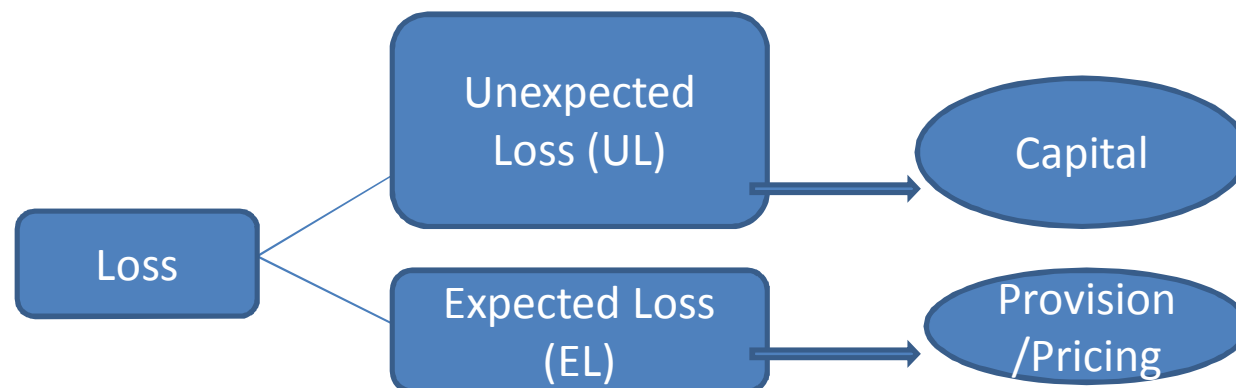 Unexpected
Loss (UL)
Capital
Loss
Expected Loss
(EL)
Provision
/Pricing